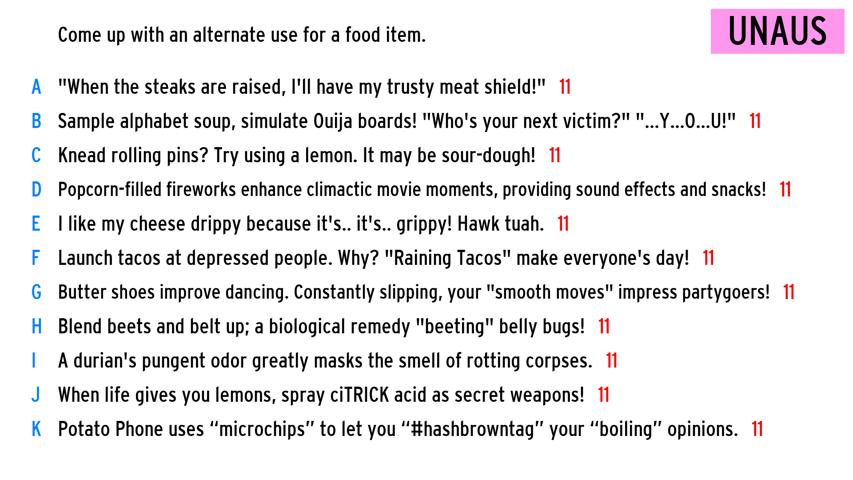 Come up with an alternate use for a food item.
UNAUS
A "When the steaks are raised, I'll have my trusty meat shield!" 11
B Sample alphabet soup, simulate Ouija boards! "Who's your next victim?" "...Y...O...U!" 11
C Knead rolling pins? Try using a lemon. It may be sour-dough! 11
D Popcorn-filled fireworks enhance climactic movie moments, providing sound effects and snacks! 11
E I like my cheese drippy because it's.. it's.. grippy! Hawk tuah. 11
F Launch tacos at depressed people. Why? "Raining Tacos" make everyone's day! 11
G Butter shoes improve dancing. Constantly slipping, your "smooth moves" impress partygoers! 11
H Blend beets and belt up; a biological remedy "beeting" belly bugs! 11
I A durian's pungent odor greatly masks the smell of rotting corpses. 11
J When life gives you lemons, spray ciTRICK acid as secret weapons! 11
K Potato Phone uses “microchips” to let you “#hashbrowntag” your “boiling” opinions. 11